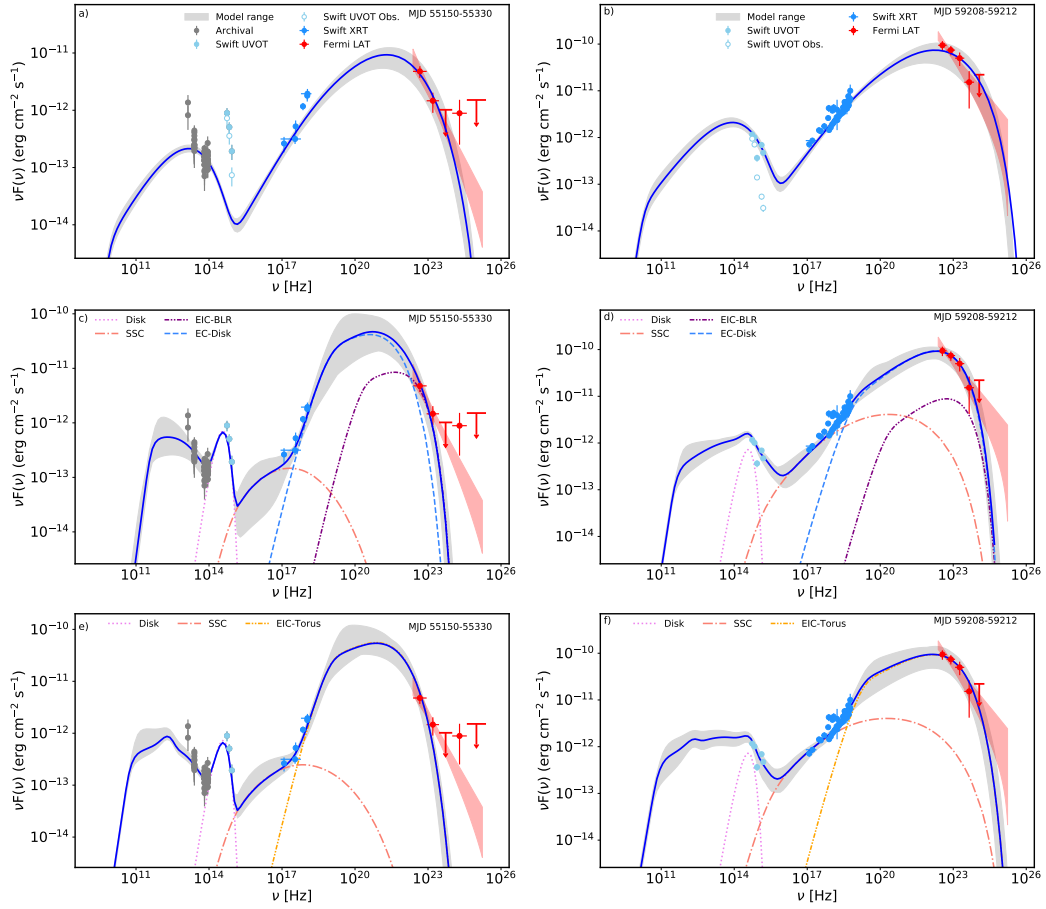 a)
MJD 55150-55330
Model range
Archival
Swift UVOT
Swift UVOT Obs.
Swift XRT
Fermi LAT
νF(ν) (erg cm⁻² s⁻¹)
10⁻¹¹
10⁻¹²
10⁻¹³
10⁻¹⁴
10¹¹ 10¹⁴ 10¹⁷ 10²⁰ 10²³ 10²⁶
ν [Hz]
b)
MJD 59208-59212
Model range
Swift UVOT
Swift UVOT Obs.
Swift XRT
Fermi LAT
νF(ν) (erg cm⁻² s⁻¹)
10⁻¹⁰
10⁻¹¹
10⁻¹²
10⁻¹³
10⁻¹⁴
10¹¹ 10¹⁴ 10¹⁷ 10²⁰ 10²³ 10²⁶
ν [Hz]
c)
MJD 55150-55330
Disk
SSC
EIC-BLR
EC-Disk
νF(ν) (erg cm⁻² s⁻¹)
10⁻¹⁰
10⁻¹¹
10⁻¹²
10⁻¹³
10⁻¹⁴
10¹¹ 10¹⁴ 10¹⁷ 10²⁰ 10²³ 10²⁶
ν [Hz]
d)
MJD 59208-59212
Disk
SSC
EIC-BLR
EC-Disk
νF(ν) (erg cm⁻² s⁻¹)
10⁻¹⁰
10⁻¹¹
10⁻¹²
10⁻¹³
10⁻¹⁴
10¹¹ 10¹⁴ 10¹⁷ 10²⁰ 10²³ 10²⁶
ν [Hz]
e)
MJD 55150-55330
Disk SSC EIC-Torus
νF(ν) (erg cm⁻² s⁻¹)
10⁻¹⁰
10⁻¹¹
10⁻¹²
10⁻¹³
10⁻¹⁴
10¹¹ 10¹⁴ 10¹⁷ 10²⁰ 10²³ 10²⁶
ν [Hz]
f)
MJD 59208-59212
Disk SSC EIC-Torus
νF(ν) (erg cm⁻² s⁻¹)
10⁻¹⁰
10⁻¹¹
10⁻¹²
10⁻¹³
10⁻¹⁴
10¹¹ 10¹⁴ 10¹⁷ 10²⁰ 10²³ 10²⁶
ν [Hz]